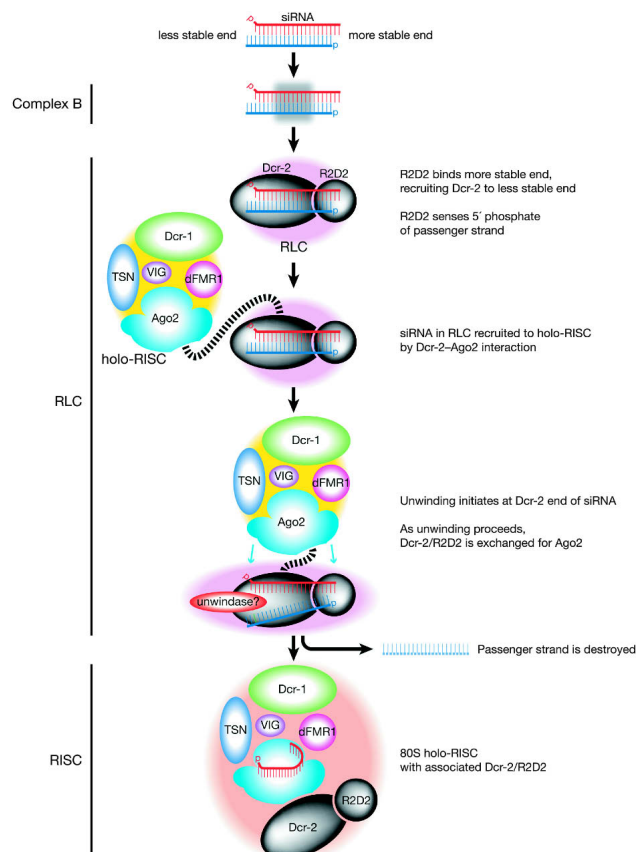 siRNA
p
less stable end
more stable end
p
Complex B
p
p
Dcr-2
R2D2
R2D2 binds more stable end,
recruiting Dcr-2 to less stable end
R2D2 senses 5´ phosphate
of passenger strand
p
p
RLC
Dcr-1
TSN
VIG
dFMR1
Ago2
holo-RISC
p
p
siRNA in RLC recruited to holo-RISC
by Dcr-2–Ago2 interaction
RLC
Dcr-1
TSN
VIG
dFMR1
Ago2
Unwinding initiates at Dcr-2 end of siRNA
As unwinding proceeds,
Dcr-2/R2D2 is exchanged for Ago2
p
unwindase?
p
Passenger strand is destroyed
Dcr-1
TSN
VIG
dFMR1
p
RISC
80S holo-RISC
with associated Dcr-2/R2D2
R2D2
Dcr-2